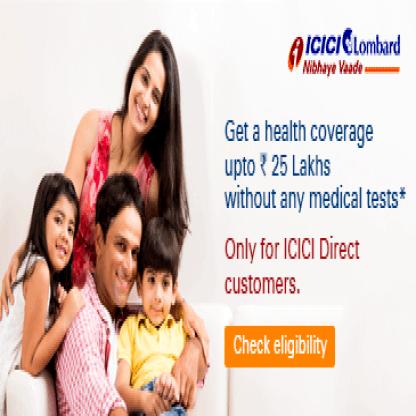 ICICI Lombard
Nibhaye Vaade
Get a health coverage
upto ₹ 25 Lakhs
without any medical tests*
Only for ICICI Direct
customers.
Check eligibility